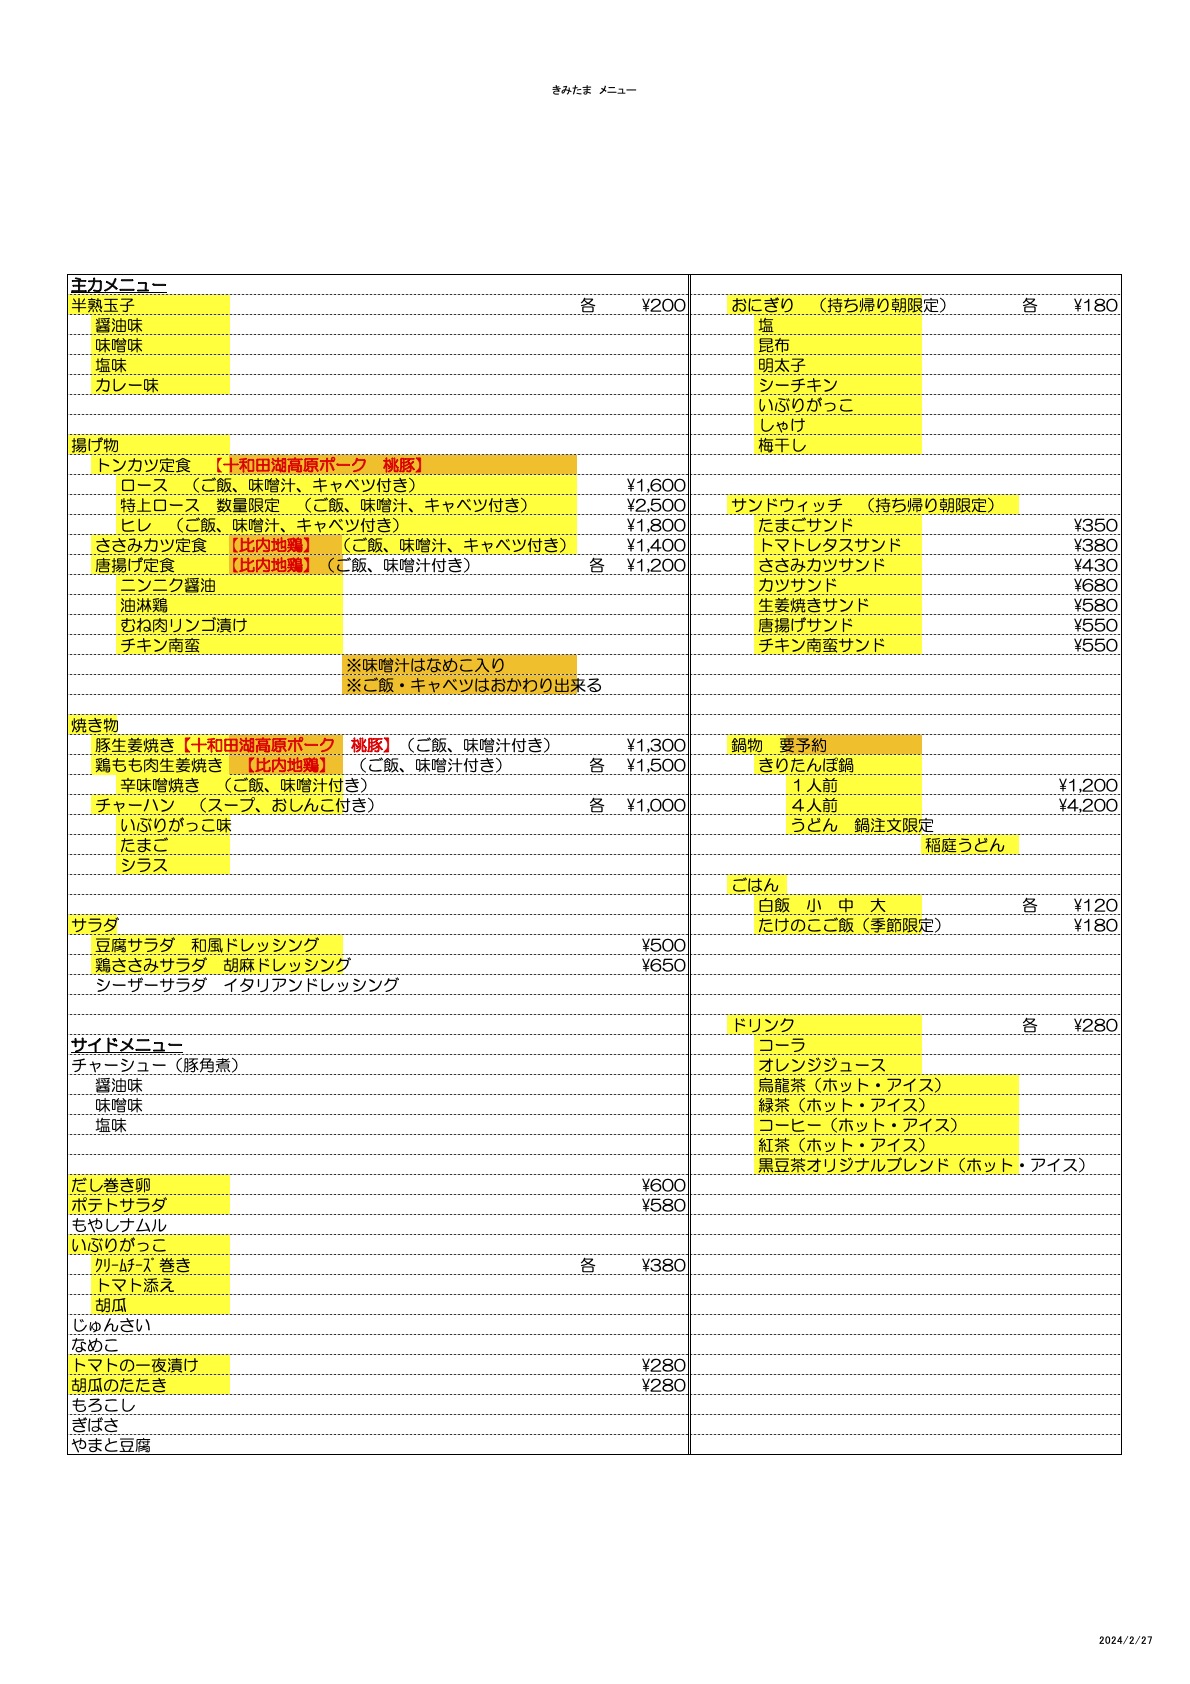 きみたま メニュー
主力メニュー
半熟玉子 各 ¥200
醤油味
味噌味
塩味
カレー味
揚げ物
トンカツ定食 【十和田湖高原ポーク 桃豚】
ロース （ご飯、味噌汁、キャベツ付き） ¥1,600
特上ロース 数量限定 （ご飯、味噌汁、キャベツ付き） ¥2,500
ヒレ （ご飯、味噌汁、キャベツ付き） ¥1,800
ささみカツ定食 【比内地鶏】 （ご飯、味噌汁、キャベツ付き） ¥1,400
唐揚げ定食 【比内地鶏】 （ご飯、味噌汁付き） 各 ¥1,200
ニンニク醤油
油淋鶏
むね肉リンゴ漬け
チキン南蛮
※味噌汁はなめこ入り
※ご飯・キャベツはおかわり出来る
焼き物
豚生姜焼き【十和田湖高原ポーク 桃豚】（ご飯、味噌汁付き） ¥1,300
鶏もも肉生姜焼き 【比内地鶏】 （ご飯、味噌汁付き） 各 ¥1,500
辛味噌焼き （ご飯、味噌汁付き）
チャーハン （スープ、おしんこ付き） 各 ¥1,000
いぶりがっこ味
たまご
シラス
サラダ
豆腐サラダ 和風ドレッシング ¥500
鶏ささみサラダ 胡麻ドレッシング ¥650
シーザーサラダ イタリアンドレッシング
サイドメニュー
チャーシュー（豚角煮）
醤油味
味噌味
塩味
だし巻き卵 ¥600
ポテトサラダ ¥580
もやしナムル
いぶりがっこ
ｸﾘｰﾑﾁｰｽﾞ巻き 各 ¥380
トマト添え
胡瓜
じゅんさい
なめこ
トマトの一夜漬け ¥280
胡瓜のたたき ¥280
もろこし
ぎばさ
やまと豆腐
おにぎり （持ち帰り朝限定） 各 ¥180
塩
昆布
明太子
シーチキン
いぶりがっこ
しゃけ
梅干し
サンドウィッチ （持ち帰り朝限定）
たまごサンド ¥350
トマトレタスサンド ¥380
ささみカツサンド ¥430
カツサンド ¥680
生姜焼きサンド ¥580
唐揚げサンド ¥550
チキン南蛮サンド ¥550
鍋物 要予約
きりたんぽ鍋
１人前 ¥1,200
４人前 ¥4,200
うどん 鍋注文限定
稲庭うどん
ごはん
白飯 小 中 大 各 ¥120
たけのこご飯（季節限定） ¥180
ドリンク 各 ¥280
コーラ
オレンジジュース
烏龍茶（ホット・アイス）
緑茶（ホット・アイス）
コーヒー（ホット・アイス）
紅茶（ホット・アイス）
黒豆茶オリジナルブレンド（ホット・アイス）
2024/2/27